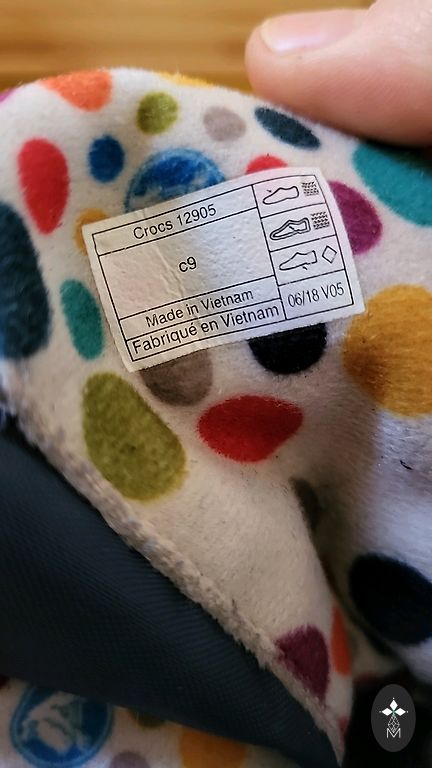 Crocs 12905
c9
Made in Vietnam
Fabriqué en Vietnam
06/18 V05
M